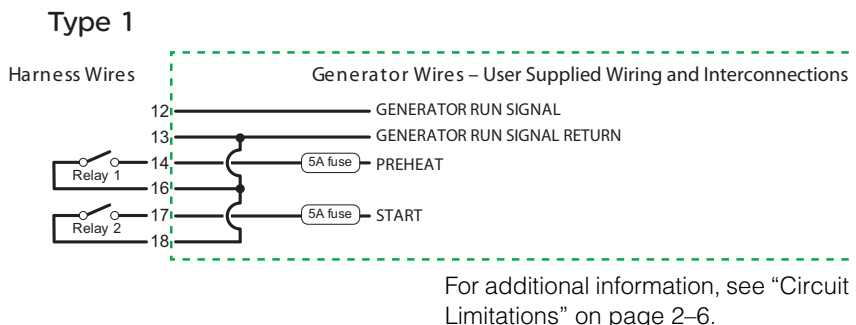 Type 1
Harness Wires
Generator Wires – User Supplied Wiring and Interconnections
12
GENERATOR RUN SIGNAL
13
GENERATOR RUN SIGNAL RETURN
14
5A fuse
PREHEAT
Relay 1
16
17
5A fuse
START
Relay 2
18
For additional information, see “Circuit
Limitations” on page 2–6.